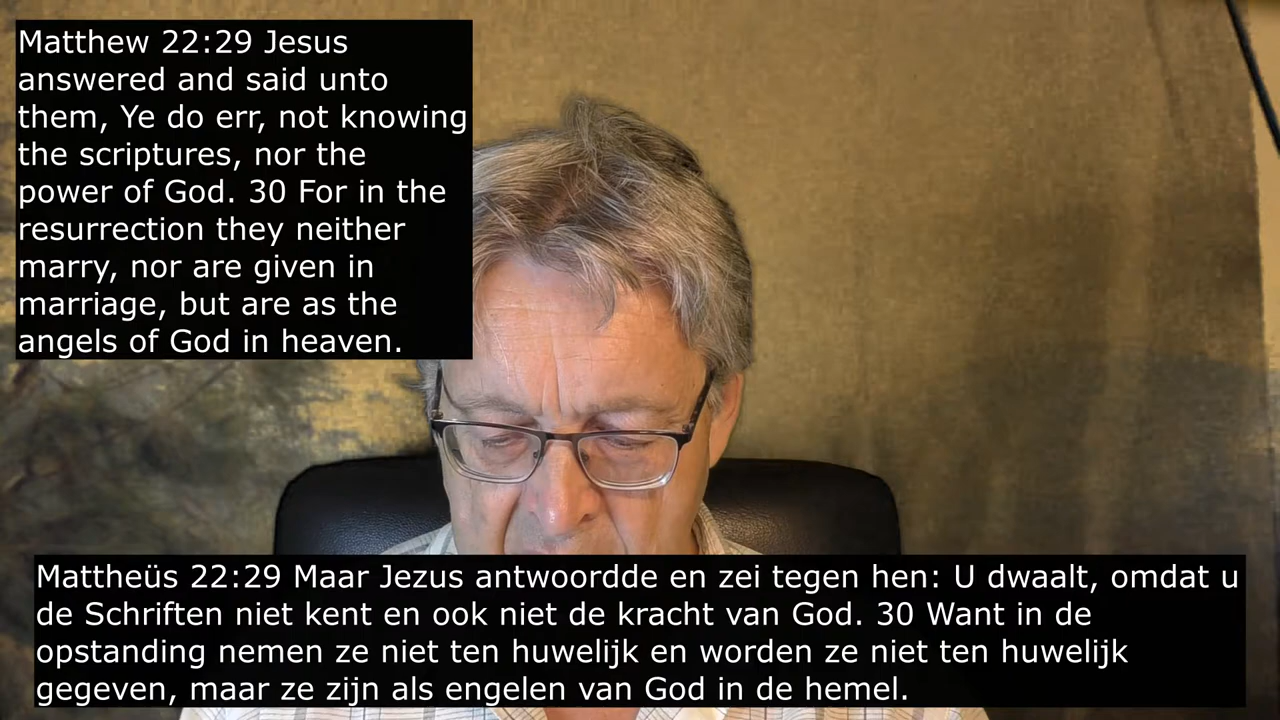 Matthew 22:29 Jesus
answered and said unto
them, Ye do err, not knowing
the scriptures, nor the
power of God. 30 For in the
resurrection they neither
marry, nor are given in
marriage, but are as the
angels of God in heaven.
Mattheüs 22:29 Maar Jezus antwoordde en zei tegen hen: U dwaalt, omdat u
de Schriften niet kent en ook niet de kracht van God. 30 Want in de
opstanding nemen ze niet ten huwelijk en worden ze niet ten huwelijk
gegeven, maar ze zijn als engelen van God in de hemel.